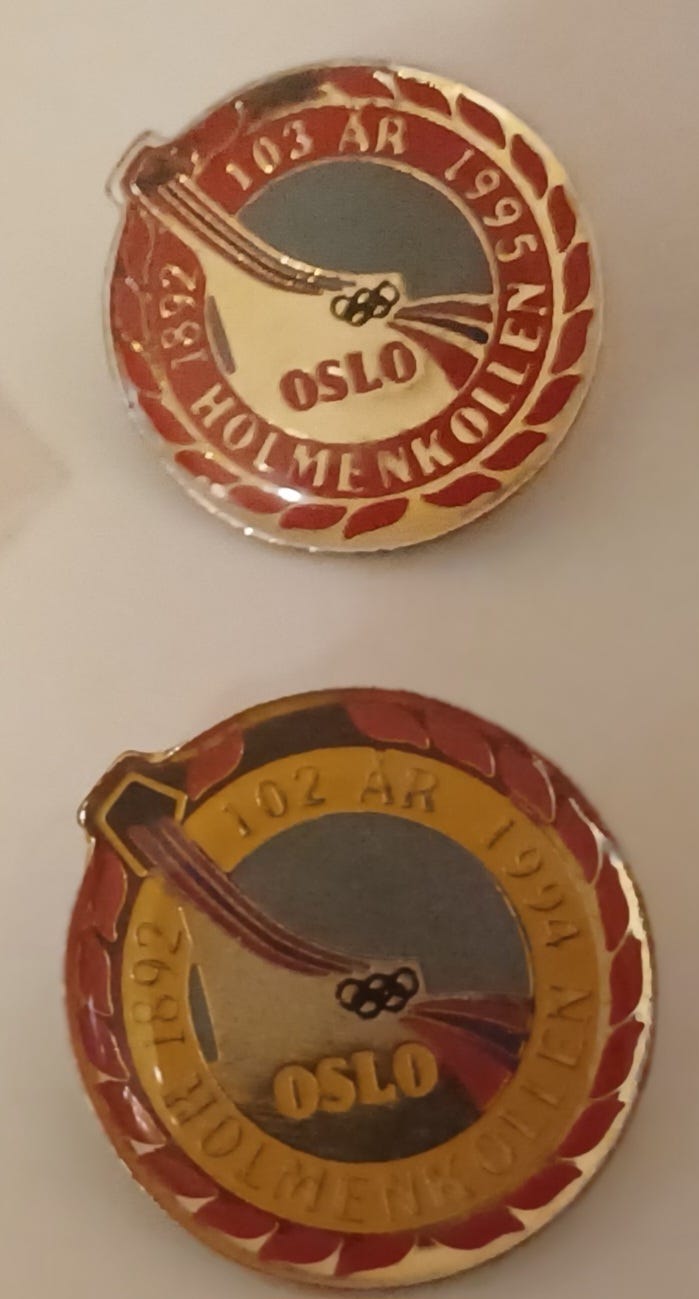 103 ÅR 1995
1892 HOLMENKOLLEN
OSLO
102 ÅR 1994
1892 HOLMENKOLLEN
OSLO